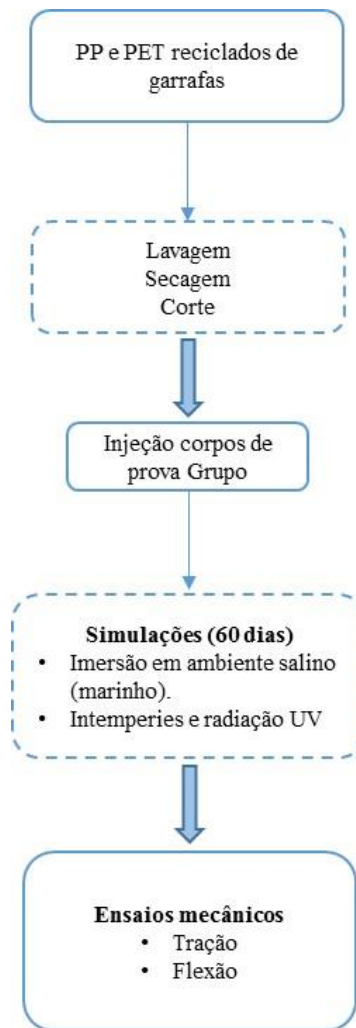 PP e PET reciclados de
garrafas
Lavagem
Secagem
Corte
Injeção corpos de
prova Grupo
Simulações (60 dias)
• Imersão em ambiente salino
(marinho).
• Intemperies e radiação UV
Ensaios mecânicos
• Tração
• Flexão